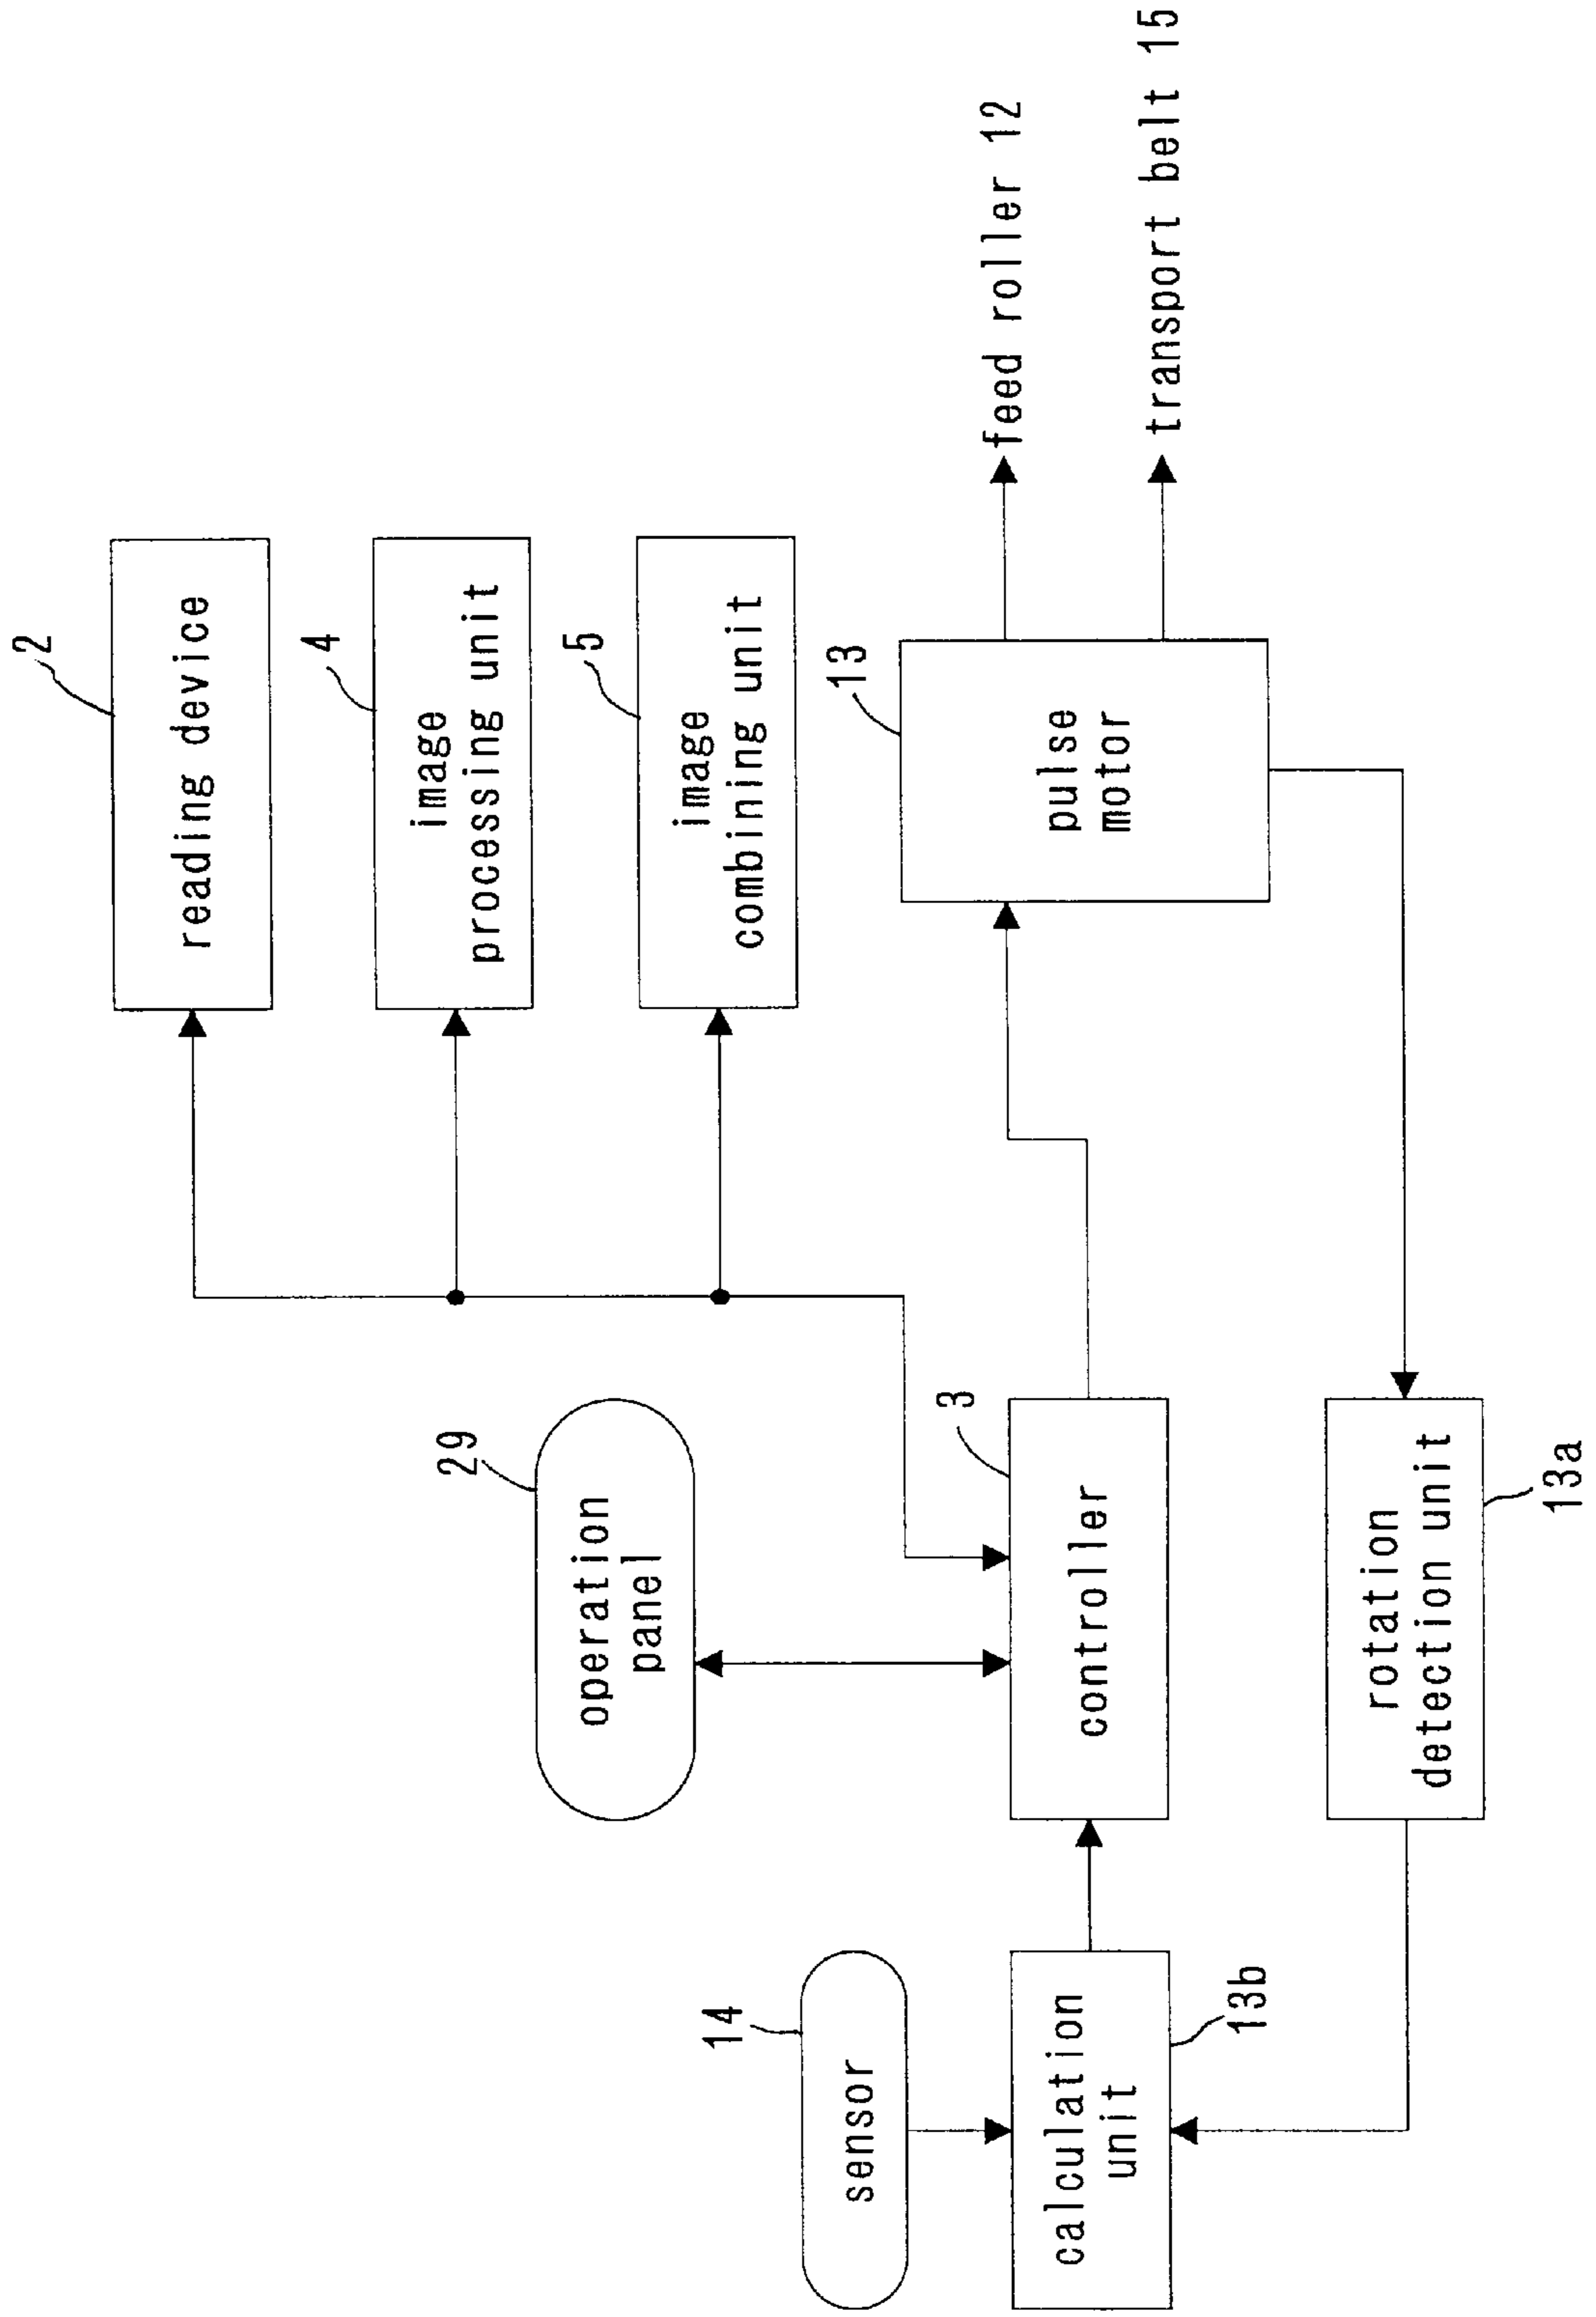 2
reading device
4
image
processing unit
5
image
combining unit
29
operation
panel
14
sensor
calculation
unit
13b
3
controller
13
pulse
motor
feed roller 12
transport belt 15
rotation
detection unit
13a